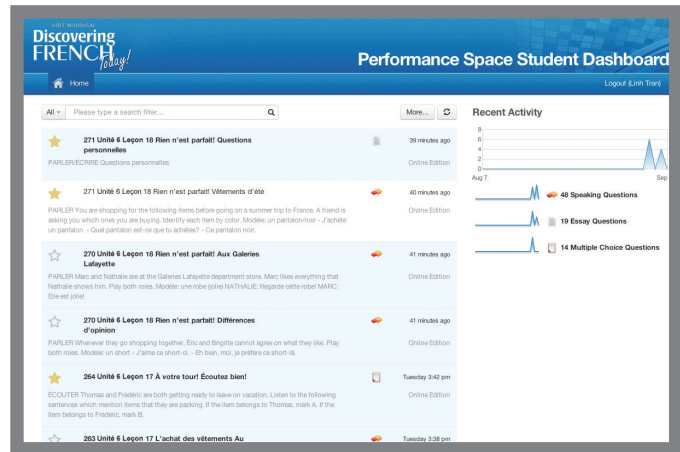 HOLT McDOUGAL
Discovering
FRENCH
Today!
Performance Space Student Dashboard
Home
Logout (Linh Tran)
All
Please type a search filter...
More...
271 Unité 6 Leçon 18 Rien n'est parfait! Questions
personnelles
39 minutes ago
PARLER/ÉCRIRE Questions personnelles
Online Edition
271 Unité 6 Leçon 18 Rien n'est parfait! Vêtements d'été
40 minutes ago
PARLER You are shopping for the following items before going on a summer trip to France. A friend is
asking you which ones you are buying. Identify each item by color. Modèle: un pantalon/noir - J'achète
un pantalon. - Quel pantalon est-ce que tu achètes? - Ce pantalon noir.
Online Edition
270 Unité 6 Leçon 18 Rien n'est parfait! Aux Galeries
Lafayette
41 minutes ago
PARLER Marc and Nathalie are at the Galeries Lafayette department store. Marc likes everything that
Nathalie shows him. Play both roles. Modèle: une robe (jolie) NATHALIE: Regarde cette robe! MARC:
Elle est jolie!
Online Edition
270 Unité 6 Leçon 18 Rien n'est parfait! Différences
d'opinion
41 minutes ago
PARLER Whenever they go shopping together, Eric and Brigitte cannot agree on what they like. Play
both roles. Modèle: un short - J'aime ce short-ci. - Eh bien, moi, je préfère ce short-là.
Online Edition
264 Unité 6 Leçon 17 À votre tour! Écoutez bien!
Tuesday 3:42 pm
ÉCOUTER Thomas and Frédéric are both getting ready to leave on vacation. Listen to the following
sentences which mention items that they are packing. If the item belongs to Thomas, mark A. If the
item belongs to Frédéric, mark B.
Online Edition
263 Unité 6 Leçon 17 L'achat des vêtements Au
Tuesday 3:38 pm
Recent Activity
8
6
4
2
0
Aug 7
Sep
48 Speaking Questions
19 Essay Questions
14 Multiple Choice Questions